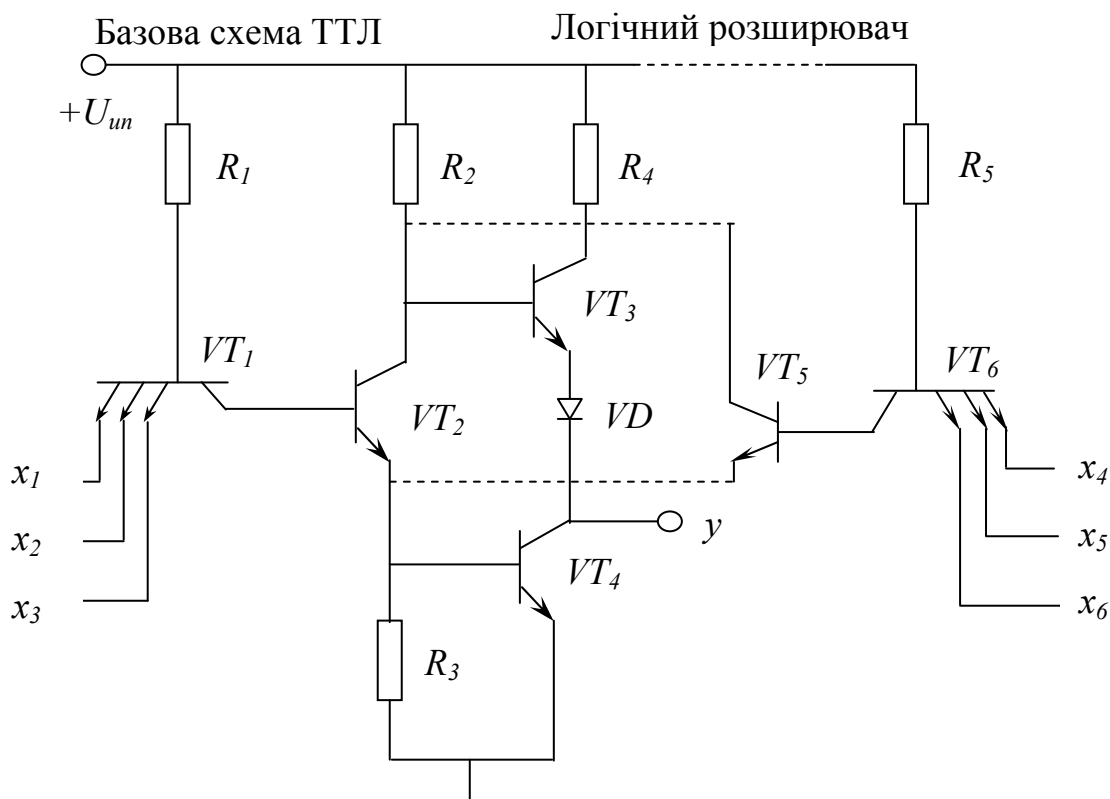 Базова схема ТТЛ
Логічний розширювач
+Uип
R1
R2
R4
R5
VT1
VT2
VT3
VT5
VT6
VD
x1
x2
x3
x4
x5
x6
y
VT4
R3